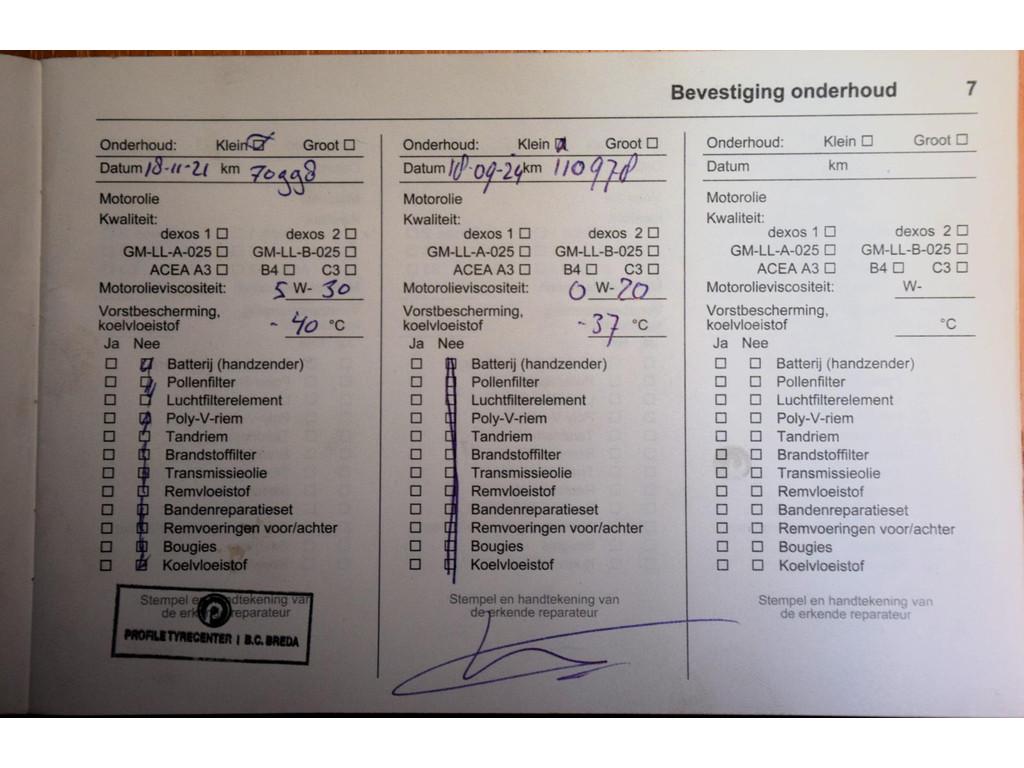 Bevestiging onderhoud 7
Onderhoud: Klein Groot
Datum 18-11-21 km 70998
Motorolie
Kwaliteit:
dexos 1 dexos 2
GM-LL-A-025 GM-LL-B-025
ACEA A3 B4 C3
Motorolieviscositeit: 5 W- 30
Vorstbescherming,
koelvloeistof - 40 °C
Ja Nee
Batterij (handzender)
Pollenfilter
Luchtfilterelement
Poly-V-riem
Tandriem
Brandstoffilter
Transmissieolie
Remvloeistof
Bandenreparatieset
Remvoeringen voor/achter
Bougies
Koelvloeistof
Stempel en handtekening van
de erkende reparateur
PROFILE TYRECENTER | B.C. BREDA
Onderhoud: Klein Groot
Datum 18-09-24 km 110978
Motorolie
Kwaliteit:
dexos 1 dexos 2
GM-LL-A-025 GM-LL-B-025
ACEA A3 B4 C3
Motorolieviscositeit: 0 W- 20
Vorstbescherming,
koelvloeistof -37 °C
Ja Nee
Batterij (handzender)
Pollenfilter
Luchtfilterelement
Poly-V-riem
Tandriem
Brandstoffilter
Transmissieolie
Remvloeistof
Bandenreparatieset
Remvoeringen voor/achter
Bougies
Koelvloeistof
Stempel en handtekening van
de erkende reparateur
Onderhoud: Klein Groot
Datum km
Motorolie
Kwaliteit:
dexos 1 dexos 2
GM-LL-A-025 GM-LL-B-025
ACEA A3 B4 C3
Motorolieviscositeit: W-
Vorstbescherming,
koelvloeistof °C
Ja Nee
Batterij (handzender)
Pollenfilter
Luchtfilterelement
Poly-V-riem
Tandriem
Brandstoffilter
Transmissieolie
Remvloeistof
Bandenreparatieset
Remvoeringen voor/achter
Bougies
Koelvloeistof
Stempel en handtekening van
de erkende reparateur